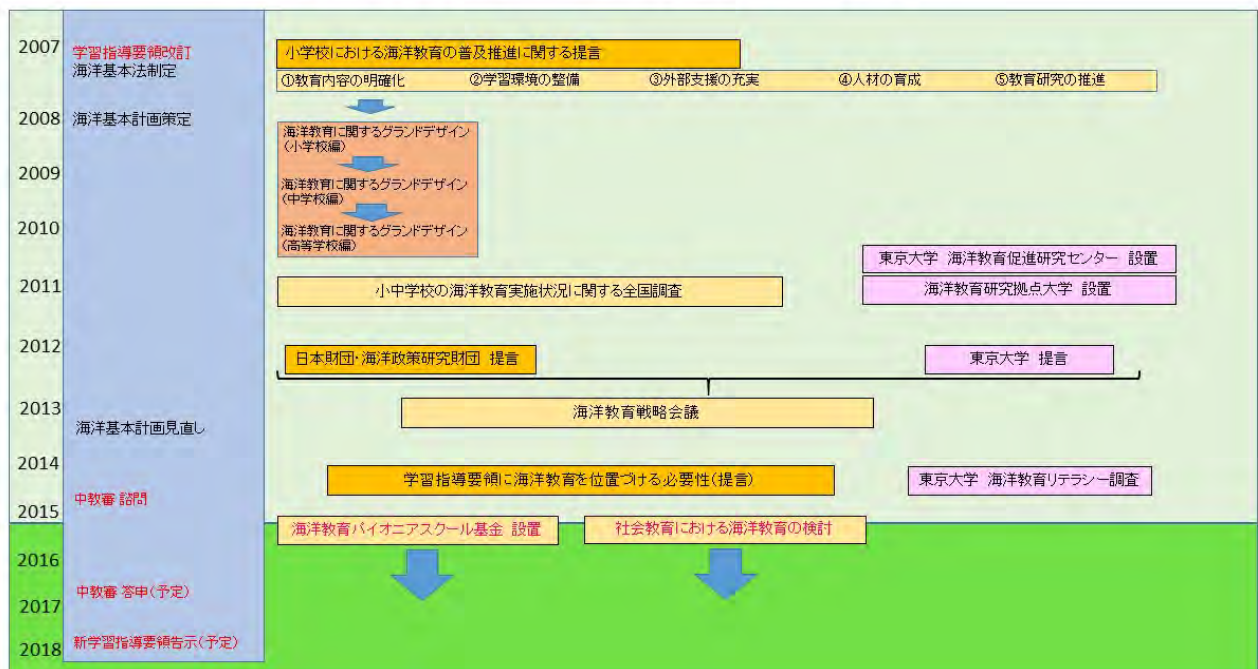 2007
学習指導要領改訂
海洋基本法制定
小学校における海洋教育の普及推進に関する提言
①教育内容の明確化 ②学習環境の整備 ③外部支援の充実 ④人材の育成 ⑤教育研究の推進
2008
海洋基本計画策定
海洋教育に関するグランドデザイン
(小学校編)
2009
海洋教育に関するグランドデザイン
(中学校編)
2010
海洋教育に関するグランドデザイン
(高等学校編)
東京大学 海洋教育促進研究センター 設置
2011
小中学校の海洋教育実施状況に関する全国調査
海洋教育研究拠点大学 設置
2012
日本財団・海洋政策研究財団 提言
東京大学 提言
2013
海洋教育戦略会議
海洋基本計画見直し
2014
学習指導要領に海洋教育を位置づける必要性(提言)
東京大学 海洋教育リテラシー調査
中教審 諮問
2015
海洋教育パイオニアスクール基金 設置
社会教育における海洋教育の検討
2016
中教審 答申(予定)
2017
新学習指導要領告示(予定)
2018